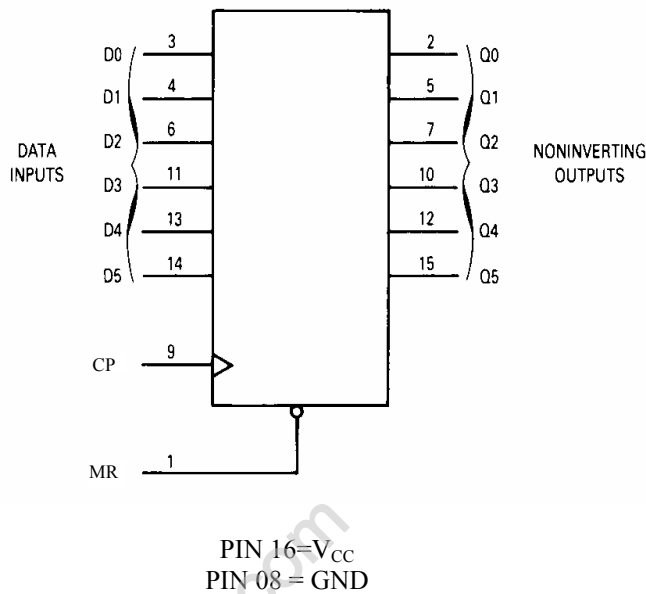 D0 3 2 Q0
D1 4 5 Q1
D2 6 7 Q2
DATA INPUTS
NONINVERTING OUTPUTS
D3 11 10 Q3
D4 13 12 Q4
D5 14 15 Q5
CP 9
MR 1
PIN 16=VCC
PIN 08 = GND